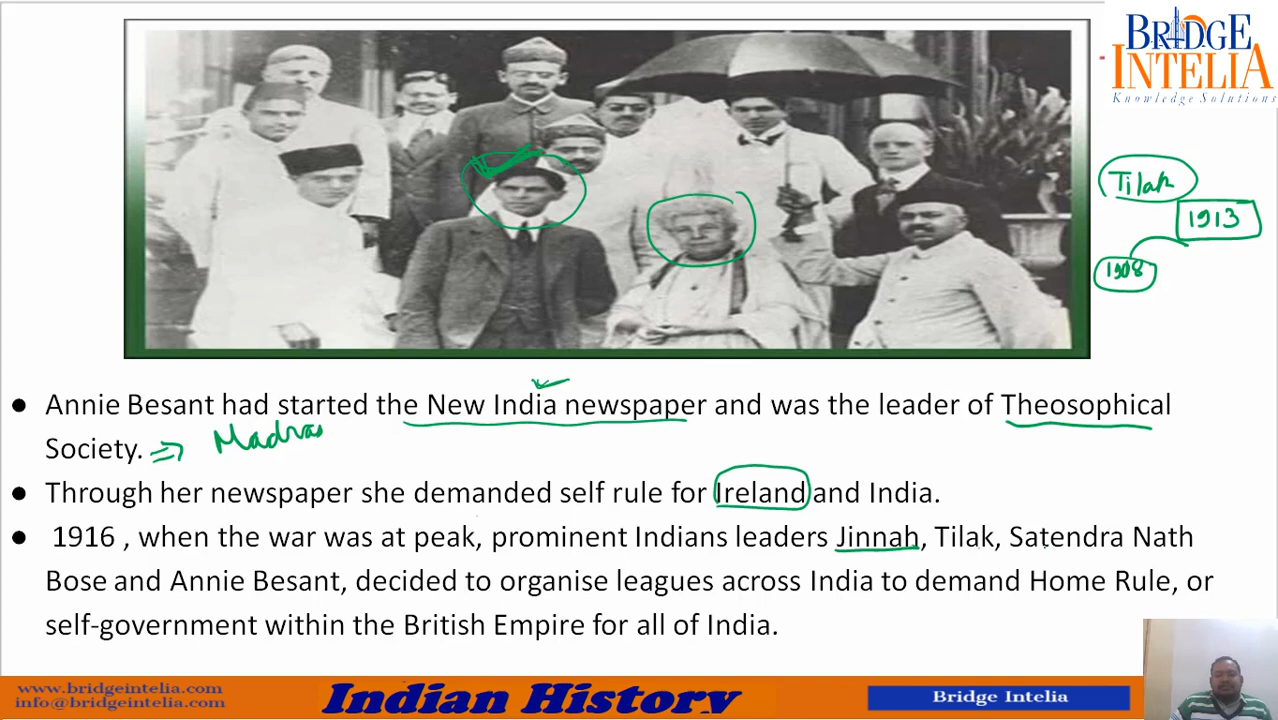 BRIDGE
INTELIA
Knowledge Solutions
Tilak
1913
1908
● Annie Besant had started the New India newspaper and was the leader of Theosophical
Society. ⇒ Madras
● Through her newspaper she demanded self rule for Ireland and India.
● 1916 , when the war was at peak, prominent Indians leaders Jinnah, Tilak, Satendra Nath
Bose and Annie Besant, decided to organise leagues across India to demand Home Rule, or
self-government within the British Empire for all of India.
www.bridgeintelia.com
info@bridgeintelia.com
Indian History
Bridge Intelia